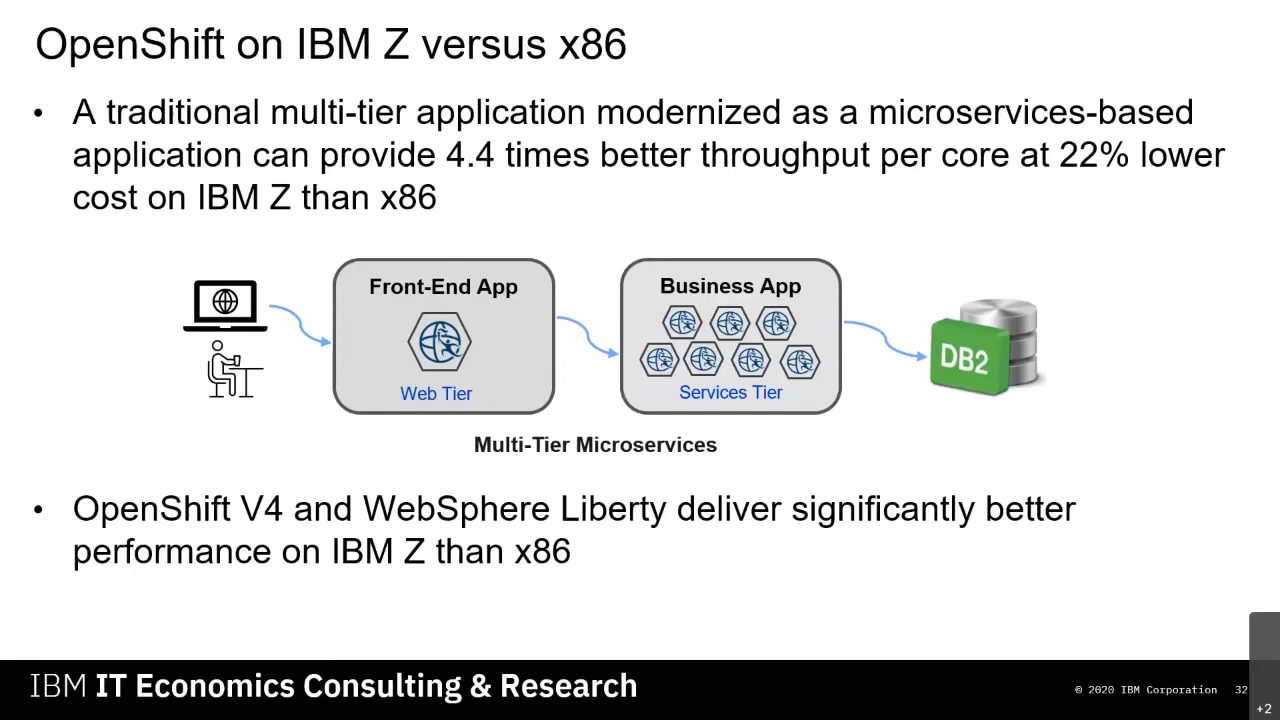 OpenShift on IBM Z versus x86
• A traditional multi-tier application modernized as a microservices-based
application can provide 4.4 times better throughput per core at 22% lower
cost on IBM Z than x86
Front-End App
Web Tier
Business App
Services Tier
DB2
Multi-Tier Microservices
• OpenShift V4 and WebSphere Liberty deliver significantly better
performance on IBM Z than x86
IBM IT Economics Consulting & Research
© 2020 IBM Corporation 32
+2